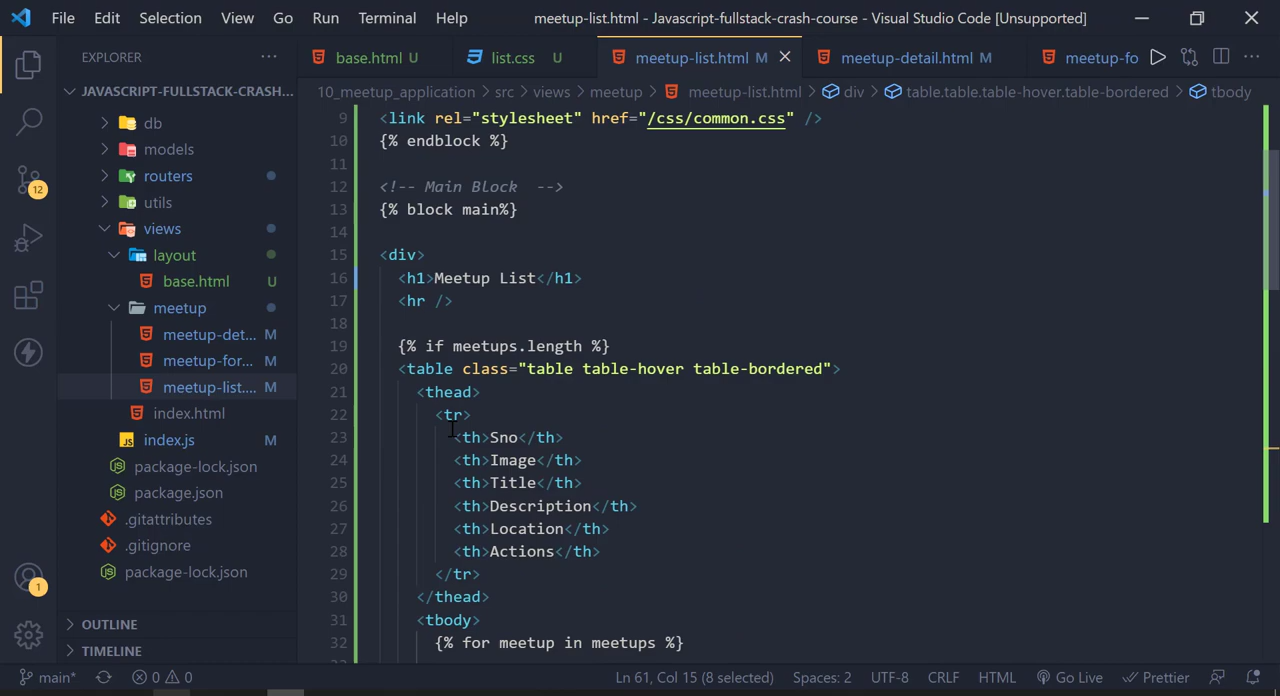 File Edit Selection View Go Run Terminal Help meetup-list.html - Javascript-fullstack-crash-course - Visual Studio Code [Unsupported]
EXPLORER ...
JAVASCRIPT-FULLSTACK-CRASH...
db
models
routers
utils
views
layout
base.html U
meetup
meetup-det... M
meetup-for... M
meetup-list.... M
index.html
index.js M
package-lock.json
package.json
.gitattributes
.gitignore
package-lock.json
OUTLINE
TIMELINE
12
1
base.html U list.css U meetup-list.html M meetup-detail.html M meetup-fo
10_meetup_application > src > views > meetup > meetup-list.html > div > table.table.table-hover.table-bordered > tbody
9 <link rel="stylesheet" href="/css/common.css" />
10 {% endblock %}
11
12 <!-- Main Block  -->
13 {% block main%}
14
15 <div>
16 <h1>Meetup List</h1>
17 <hr />
18
19 {% if meetups.length %}
20 <table class="table table-hover table-bordered">
21 <thead>
22 <tr>
23 <th>Sno</th>
24 <th>Image</th>
25 <th>Title</th>
26 <th>Description</th>
27 <th>Location</th>
28 <th>Actions</th>
29 </tr>
30 </thead>
31 <tbody>
32 {% for meetup in meetups %}
main* 0 0 Ln 61, Col 15 (8 selected) Spaces: 2 UTF-8 CRLF HTML Go Live Prettier